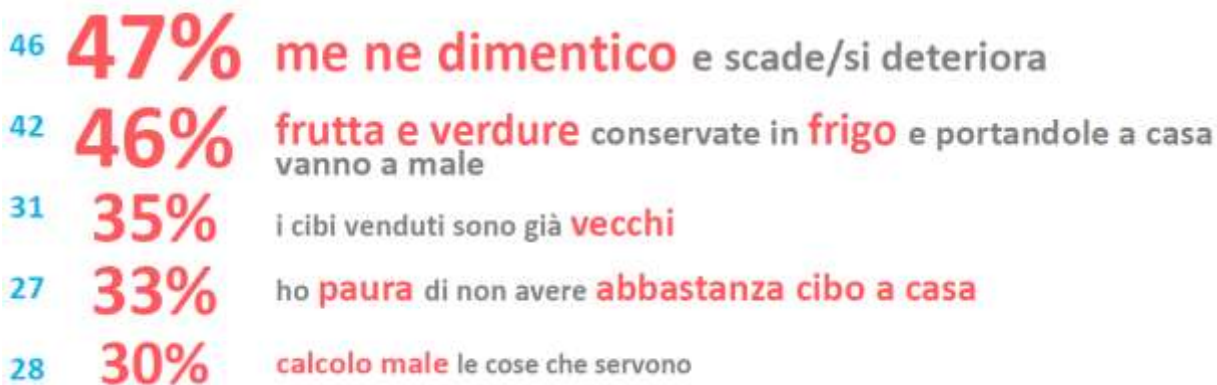 46 47% me ne dimentico e scade/si deteriora
42 46% frutta e verdure conservate in frigo e portandole a casa
vanno a male
31 35% i cibi venduti sono già vecchi
27 33% ho paura di non avere abbastanza cibo a casa
28 30% calcolo male le cose che servono